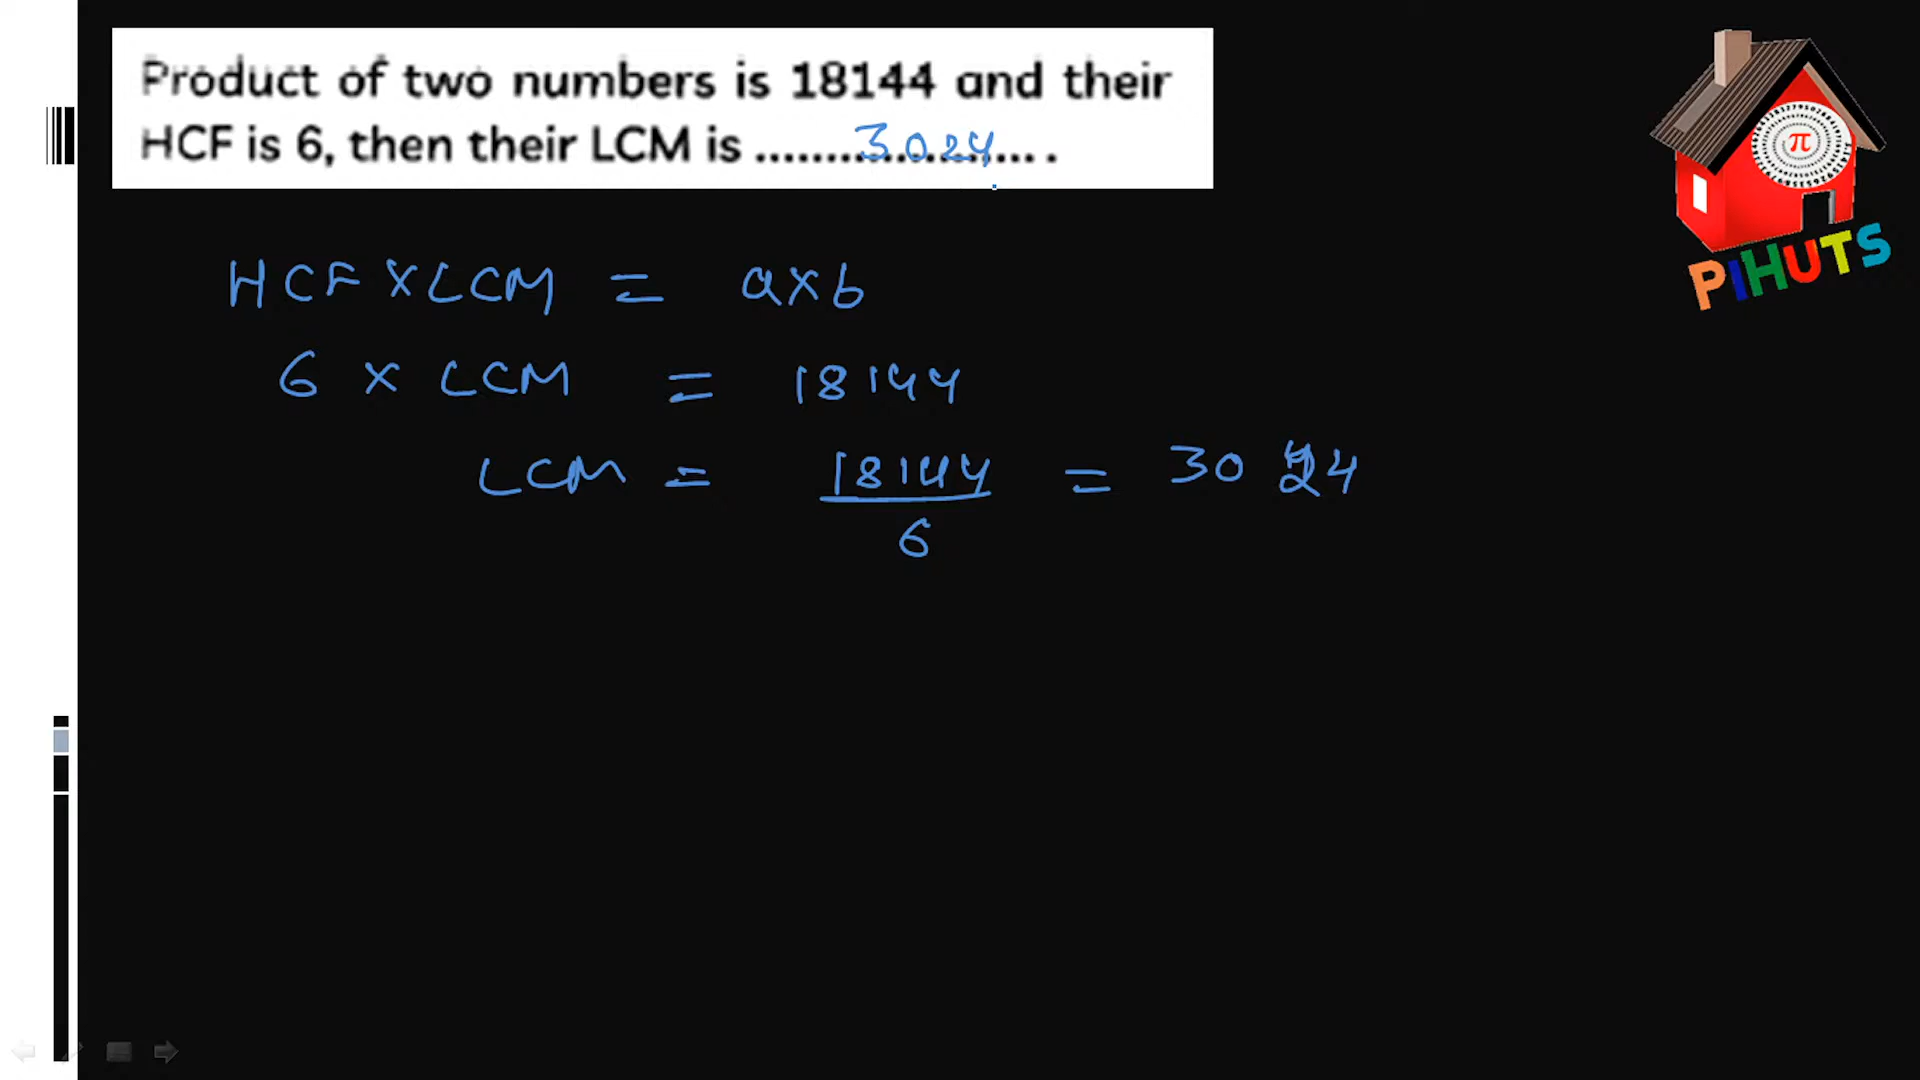 Product of two numbers is 18144 and their
HCF is 6, then their LCM is .......3024....... .
HCF X LCM = a x b
6 x LCM = 18144
LCM = 18144 / 6 = 3024
π
PIHUTS